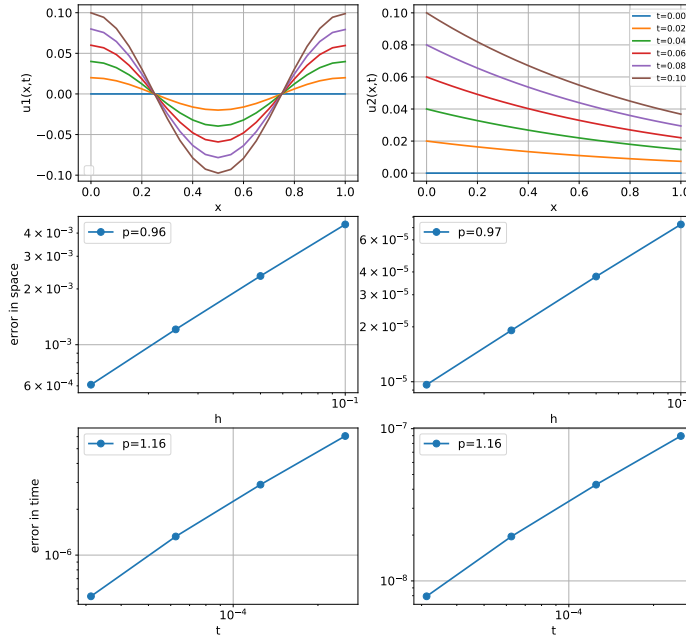 0.10
0.05
0.00
−0.05
−0.10
u1(x,t)
0.0
0.2
0.4
0.6
0.8
1.0
x
0.10
0.08
0.06
0.04
0.02
0.00
u2(x,t)
t=0.00
t=0.02
t=0.04
t=0.06
t=0.08
t=0.10
0.0
0.2
0.4
0.6
0.8
1.0
x
4 × 10⁻³
3 × 10⁻³
2 × 10⁻³
10⁻³
6 × 10⁻⁴
error in space
p=0.96
10⁻¹
h
6 × 10⁻⁵
4 × 10⁻⁵
3 × 10⁻⁵
2 × 10⁻⁵
10⁻⁵
p=0.97
h
10⁻⁶
error in time
p=1.16
10⁻⁴
t
10⁻⁷
10⁻⁸
p=1.16
10⁻⁴
t